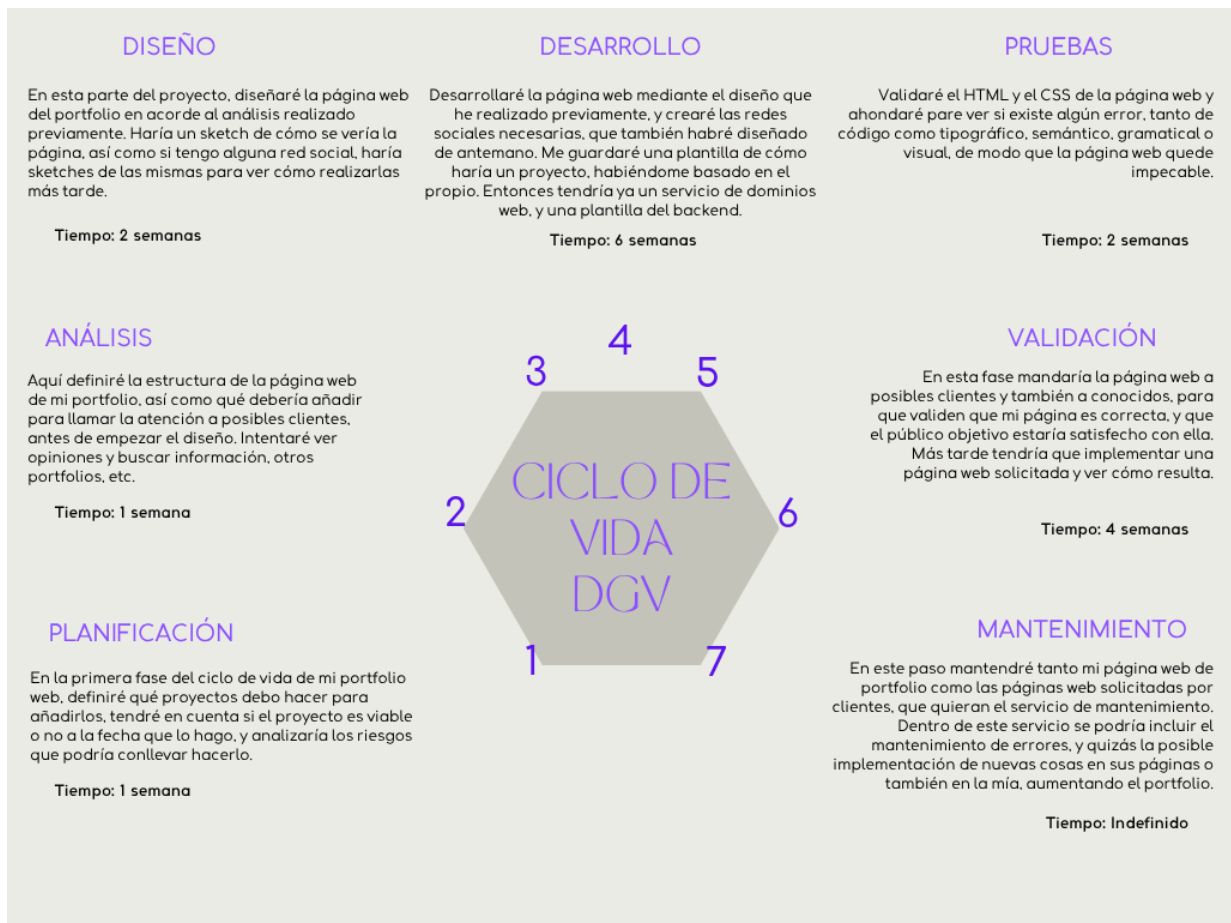 DISEÑO
En esta parte del proyecto, diseñaré la página web
del portfolio en acorde al análisis realizado
previamente. Haría un sketch de cómo se vería la
página, así como si tengo alguna red social, haría
sketches de las mismas para ver cómo realizarlas
más tarde.
Tiempo: 2 semanas
DESARROLLO
Desarrollaré la página web mediante el diseño que
he realizado previamente, y crearé las redes
sociales necesarias, que también habré diseñado
de antemano. Me guardaré una plantilla de cómo
haría un proyecto, habiéndome basado en el
propio. Entonces tendría ya un servicio de dominios
web, y una plantilla del backend.
Tiempo: 6 semanas
PRUEBAS
Validaré el HTML y el CSS de la página web y
ahondaré pare ver si existe algún error, tanto de
código como tipográfico, semántico, gramatical o
visual, de modo que la página web quede
impecable.
Tiempo: 2 semanas
ANÁLISIS
Aquí definiré la estructura de la página web
de mi portfolio, así como qué debería añadir
para llamar la atención a posibles clientes,
antes de empezar el diseño. Intentaré ver
opiniones y buscar información, otros
portfolios, etc.
Tiempo: 1 semana
4
3
5
2
CICLO DE
VIDA
DGV
6
1
7
VALIDACIÓN
En esta fase mandaría la página web a
posibles clientes y también a conocidos, para
que validen que mi página es correcta, y que
el público objetivo estaría satisfecho con ella.
Más tarde tendría que implementar una
página web solicitada y ver cómo resulta.
Tiempo: 4 semanas
PLANIFICACIÓN
En la primera fase del ciclo de vida de mi portfolio
web, definiré qué proyectos debo hacer para
añadirlos, tendré en cuenta si el proyecto es viable
o no a la fecha que lo hago, y analizaría los riesgos
que podría conllevar hacerlo.
Tiempo: 1 semana
MANTENIMIENTO
En este paso mantendré tanto mi página web de
portfolio como las páginas web solicitadas por
clientes, que quieran el servicio de mantenimiento.
Dentro de este servicio se podría incluir el
mantenimiento de errores, y quizás la posible
implementación de nuevas cosas en sus páginas o
también en la mía, aumentando el portfolio.
Tiempo: Indefinido